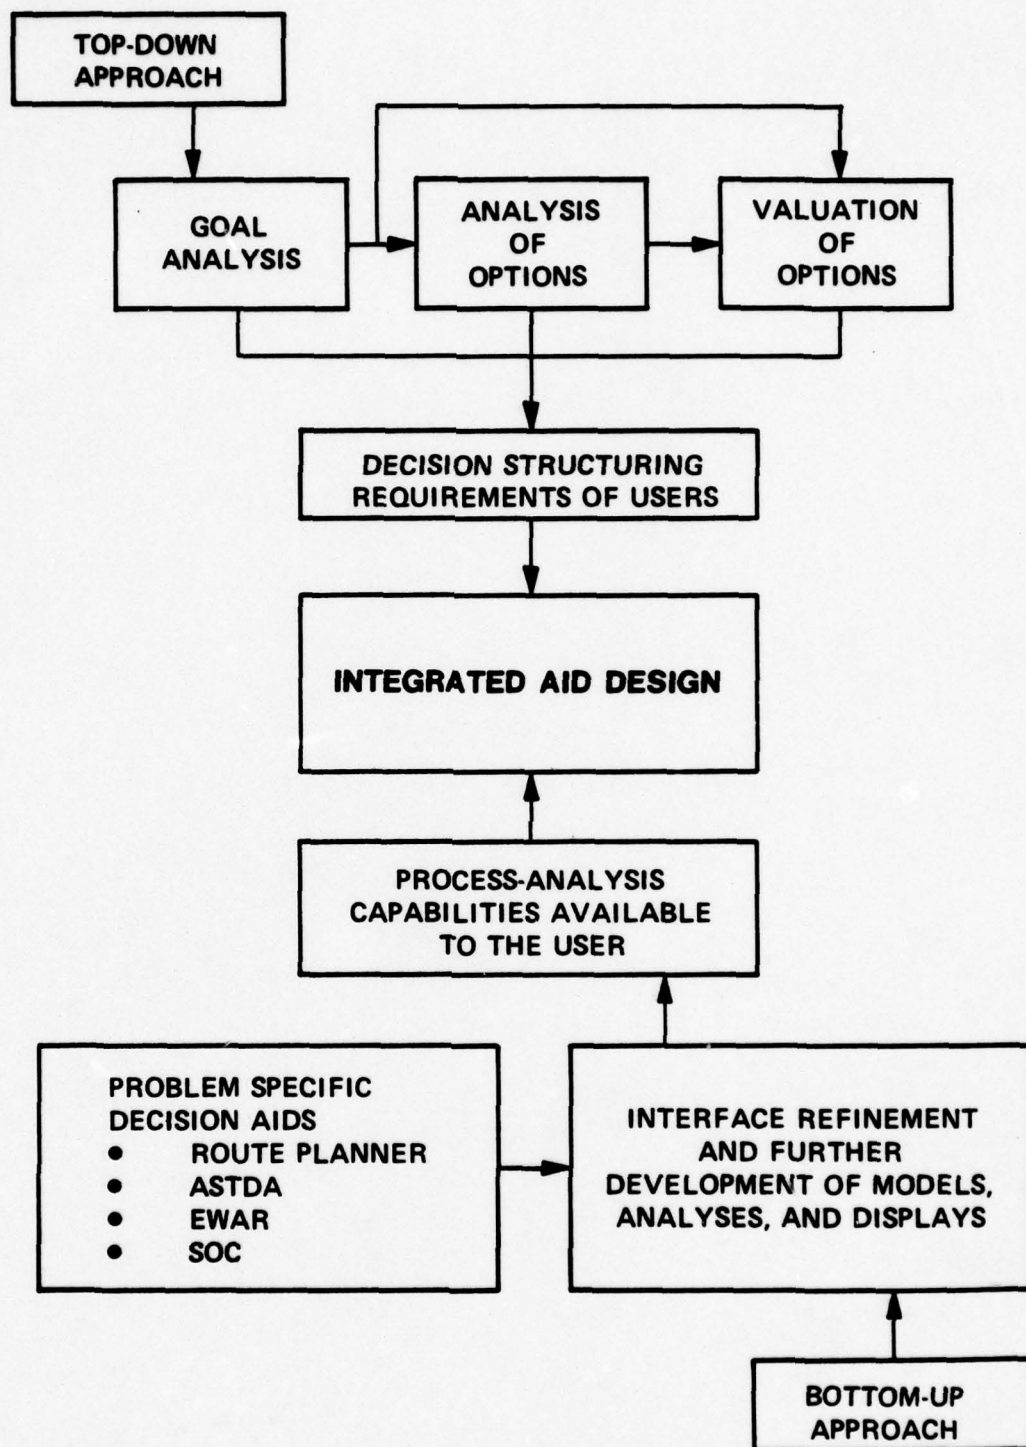 TOP-DOWN
APPROACH
GOAL
ANALYSIS
ANALYSIS
OF
OPTIONS
VALUATION
OF
OPTIONS
DECISION STRUCTURING
REQUIREMENTS OF USERS
INTEGRATED AID DESIGN
PROCESS-ANALYSIS
CAPABILITIES AVAILABLE
TO THE USER
PROBLEM SPECIFIC
DECISION AIDS
● ROUTE PLANNER
● ASTDA
● EWAR
● SOC
INTERFACE REFINEMENT
AND FURTHER
DEVELOPMENT OF MODELS,
ANALYSES, AND DISPLAYS
BOTTOM-UP
APPROACH